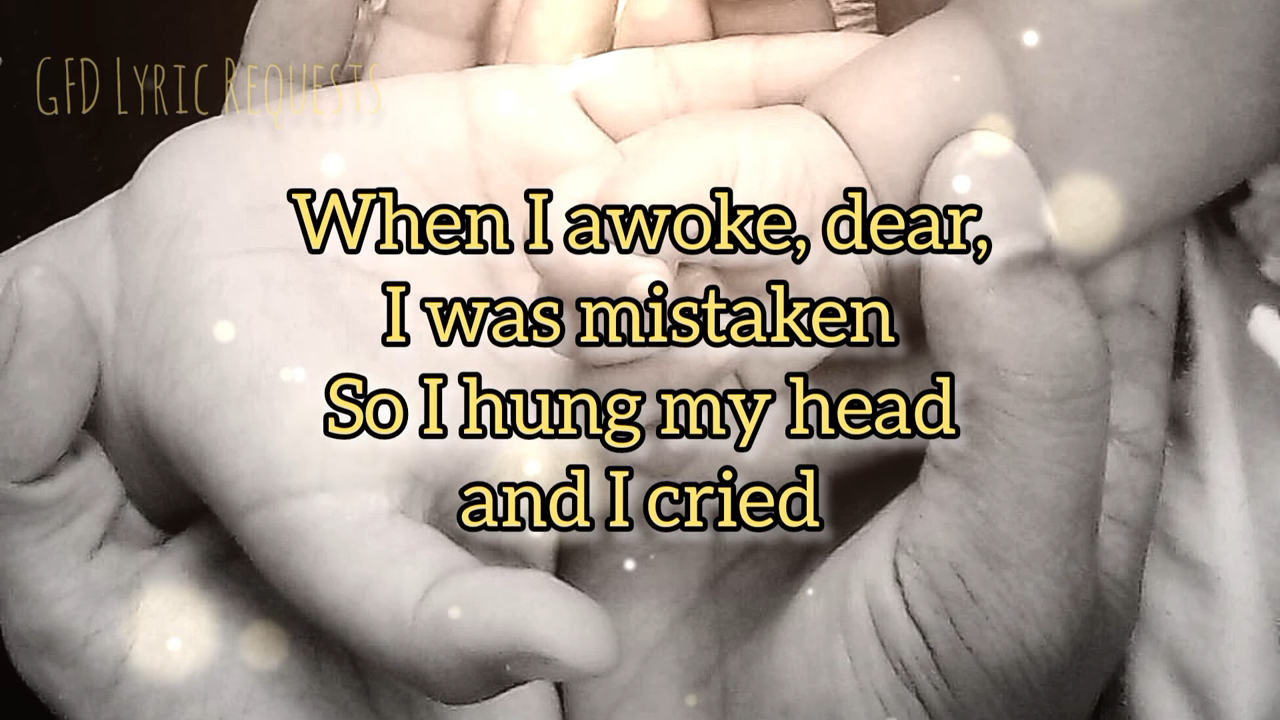 GFD Lyric Requests
When I awoke, dear,
I was mistaken
So I hung my head
and I cried